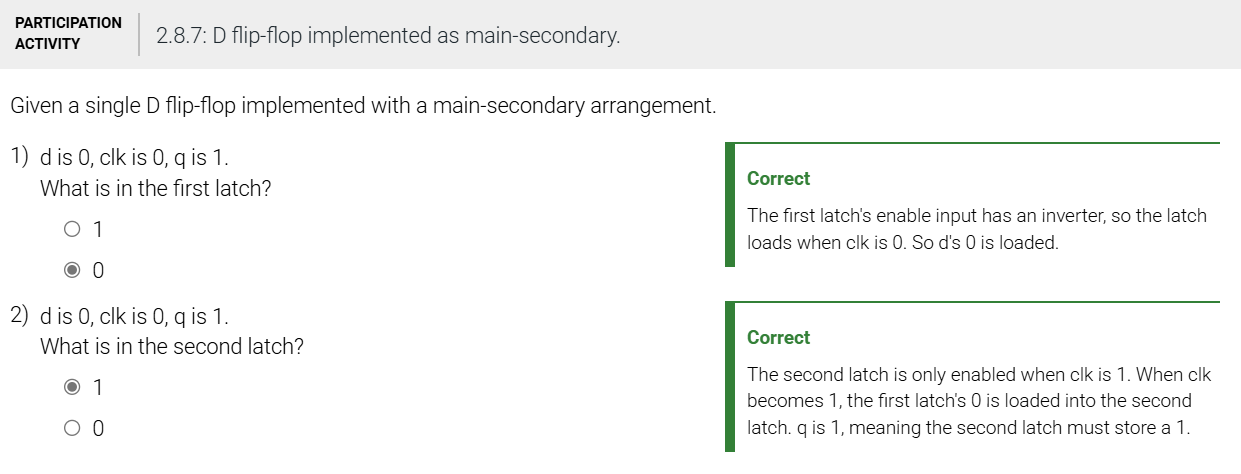 PARTICIPATION
ACTIVITY
2.8.7: D flip-flop implemented as main-secondary.
Given a single D flip-flop implemented with a main-secondary arrangement.
1) d is 0, clk is 0, q is 1.
What is in the first latch?
1
0
Correct
The first latch's enable input has an inverter, so the latch
loads when clk is 0. So d's 0 is loaded.
2) d is 0, clk is 0, q is 1.
What is in the second latch?
1
0
Correct
The second latch is only enabled when clk is 1. When clk
becomes 1, the first latch's 0 is loaded into the second
latch. q is 1, meaning the second latch must store a 1.